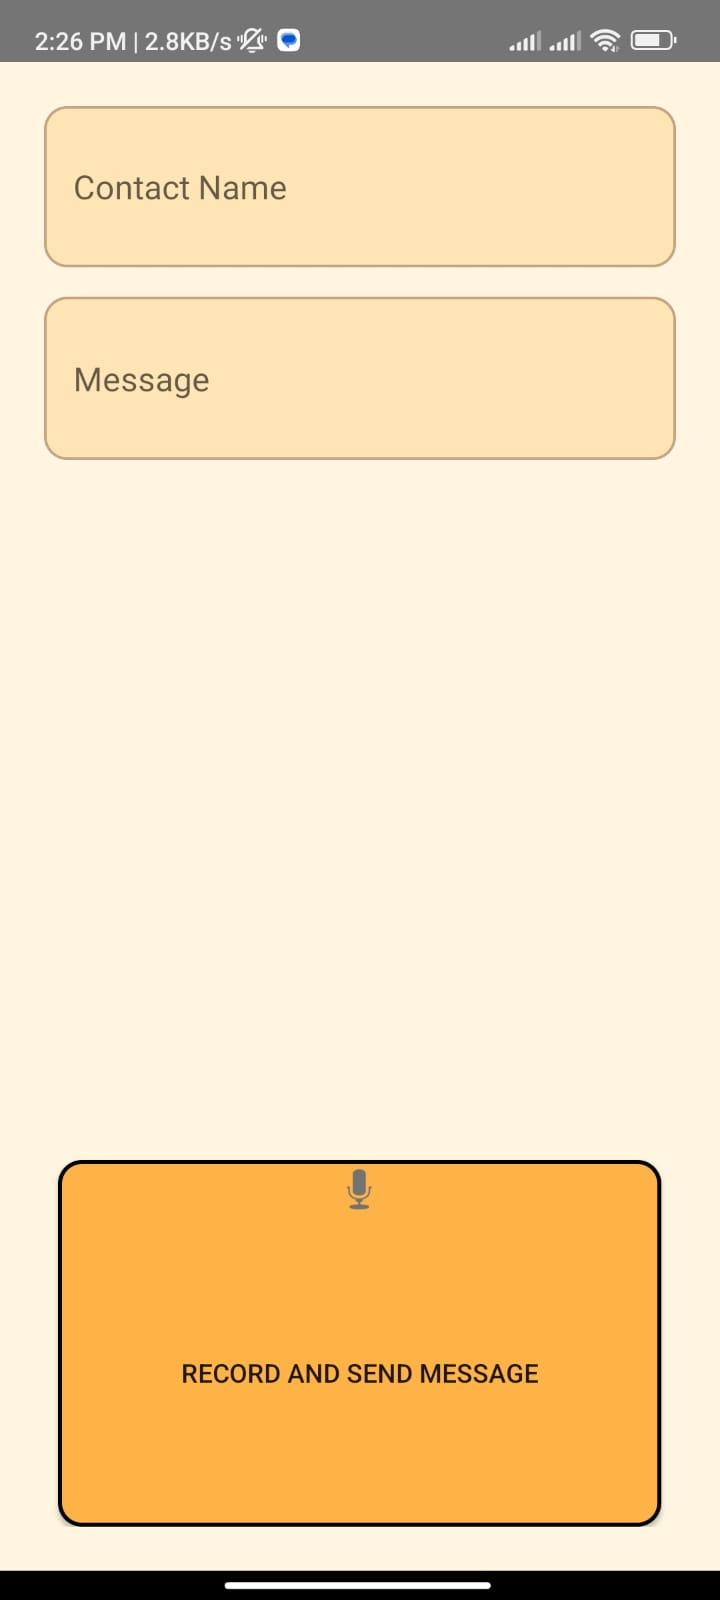 2:26 PM | 2.8KB/s
Contact Name
Message
RECORD AND SEND MESSAGE